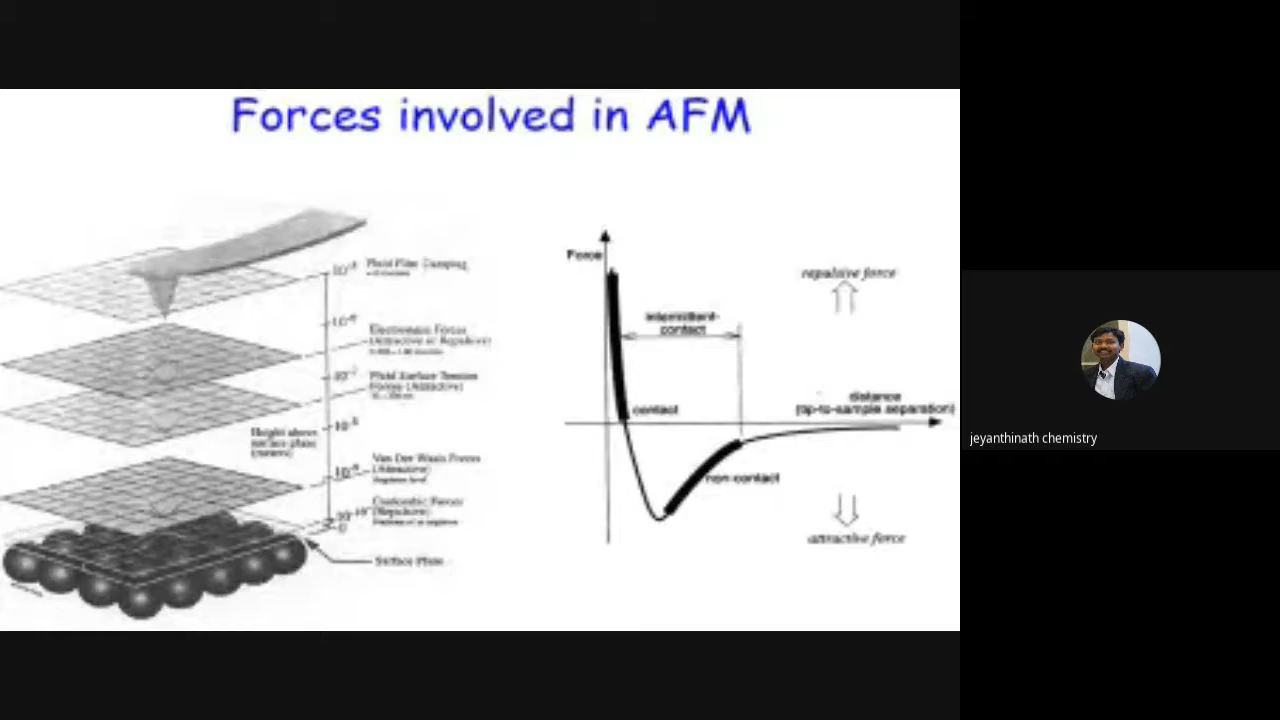 Forces involved in AFM
Fluid Film Damping
Electrostatic Forces
(Attractive or Repulsive)
Fluid Surface Tension
Forces (Attractive)
Height above
surface plane
(meters)
Van Der Waals Forces
(Attractive)
Coulombic Forces
(Repulsive)
0
Surface Plane
Force
repulsive force
intermittent-
contact
distance
(tip-to-sample separation)
contact
non-contact
attractive force
jeyanthinath chemistry